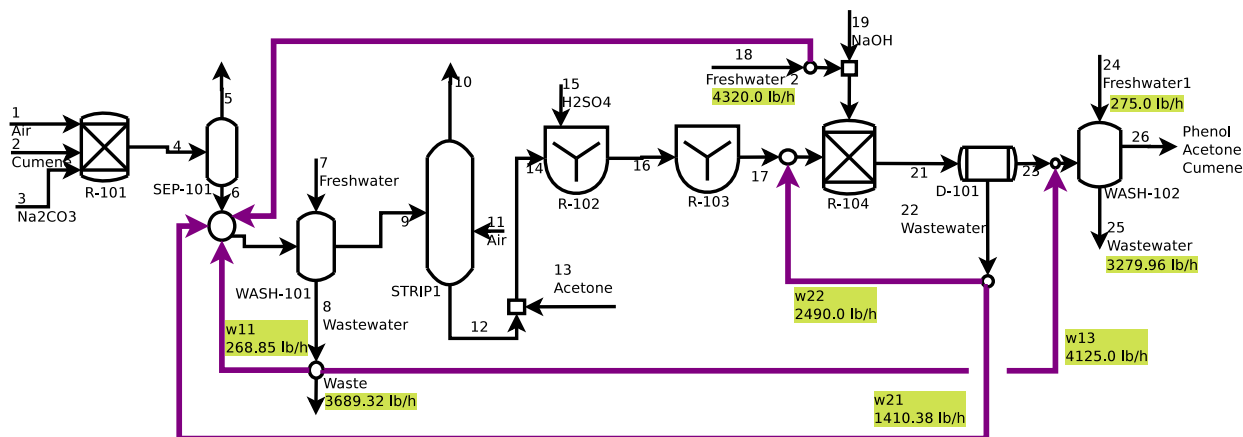 19
NaOH
18
Freshwater 2
4320.0 lb/h
24
Freshwater1
275.0 lb/h
10
15
H2SO4
5
1
Air
2
Cumene
3
Na2CO3
R-101
4
SEP-101
6
7
Freshwater
9
11
Air
14
R-102
16
R-103
17
R-104
21
D-101
23
26
Phenol
Acetone
Cumene
WASH-102
22
Wastewater
25
Wastewater
3279.96 lb/h
WASH-101
STRIP1
13
Acetone
8
Wastewater
12
w11
268.85 lb/h
w22
2490.0 lb/h
w13
4125.0 lb/h
Waste
3689.32 lb/h
w21
1410.38 lb/h